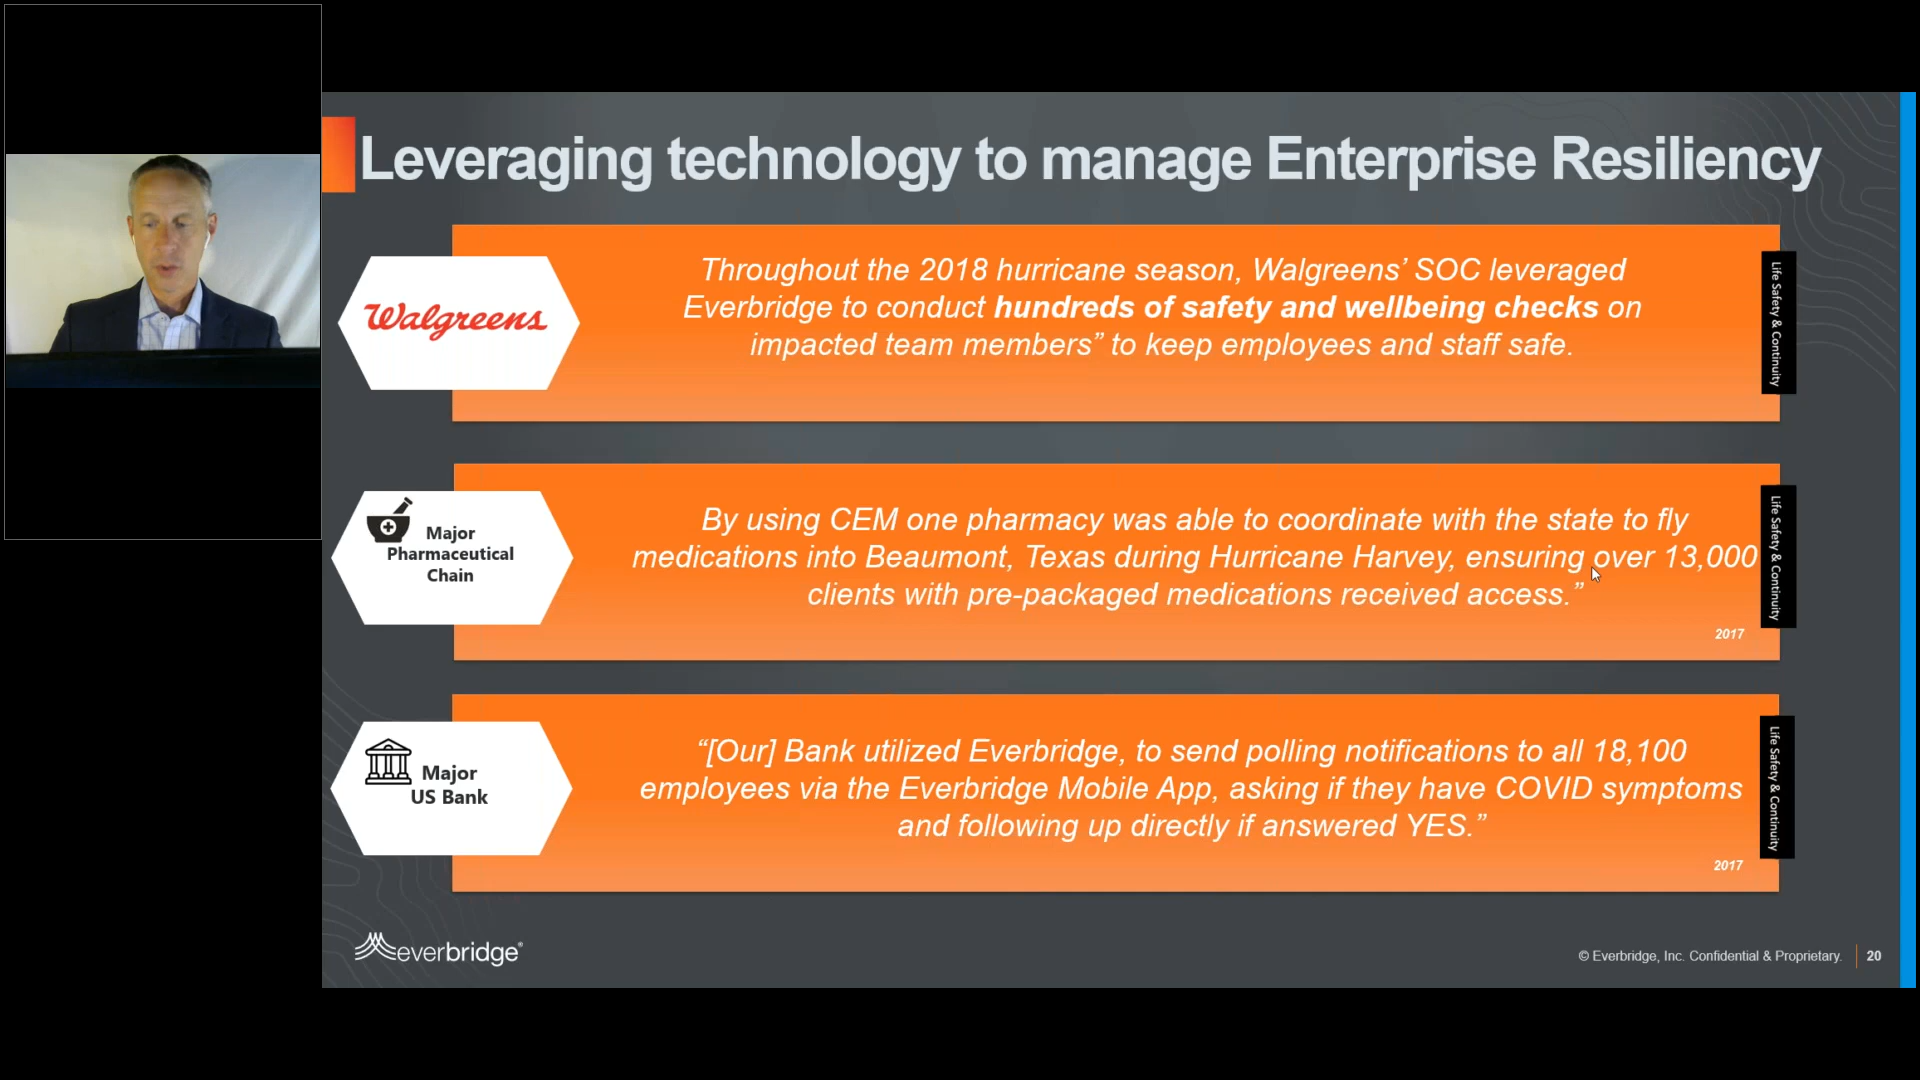 Leveraging technology to manage Enterprise Resiliency
Walgreens
Throughout the 2018 hurricane season, Walgreens’ SOC leveraged
Everbridge to conduct hundreds of safety and wellbeing checks on
impacted team members” to keep employees and staff safe.
Life Safety & Continuity
Major
Pharmaceutical
Chain
By using CEM one pharmacy was able to coordinate with the state to fly
medications into Beaumont, Texas during Hurricane Harvey, ensuring over 13,000
clients with pre-packaged medications received access.”
2017
Life Safety & Continuity
Major
US Bank
“[Our] Bank utilized Everbridge, to send polling notifications to all 18,100
employees via the Everbridge Mobile App, asking if they have COVID symptoms
and following up directly if answered YES.”
2017
Life Safety & Continuity
everbridge®
© Everbridge, Inc. Confidential & Proprietary.
20